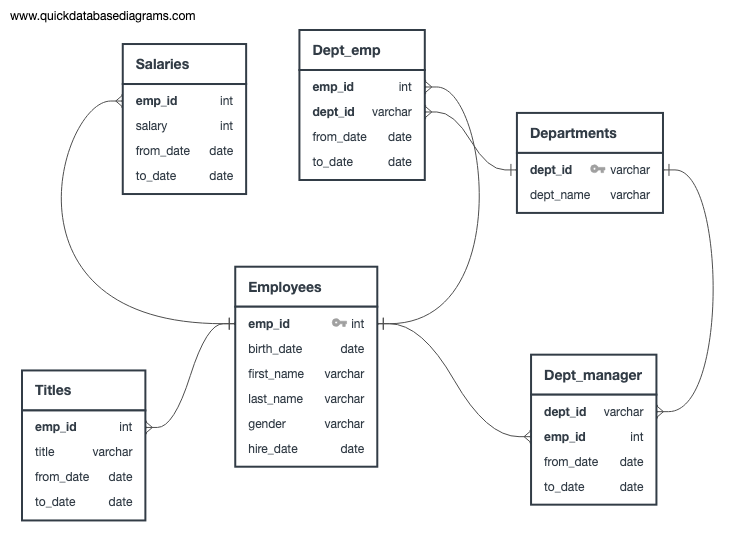 www.quickdatabasediagrams.com
Salaries
emp_id int
salary int
from_date date
to_date date
Dept_emp
emp_id int
dept_id varchar
from_date date
to_date date
Departments
dept_id varchar
dept_name varchar
Employees
emp_id int
birth_date date
first_name varchar
last_name varchar
gender varchar
hire_date date
Titles
emp_id int
title varchar
from_date date
to_date date
Dept_manager
dept_id varchar
emp_id int
from_date date
to_date date